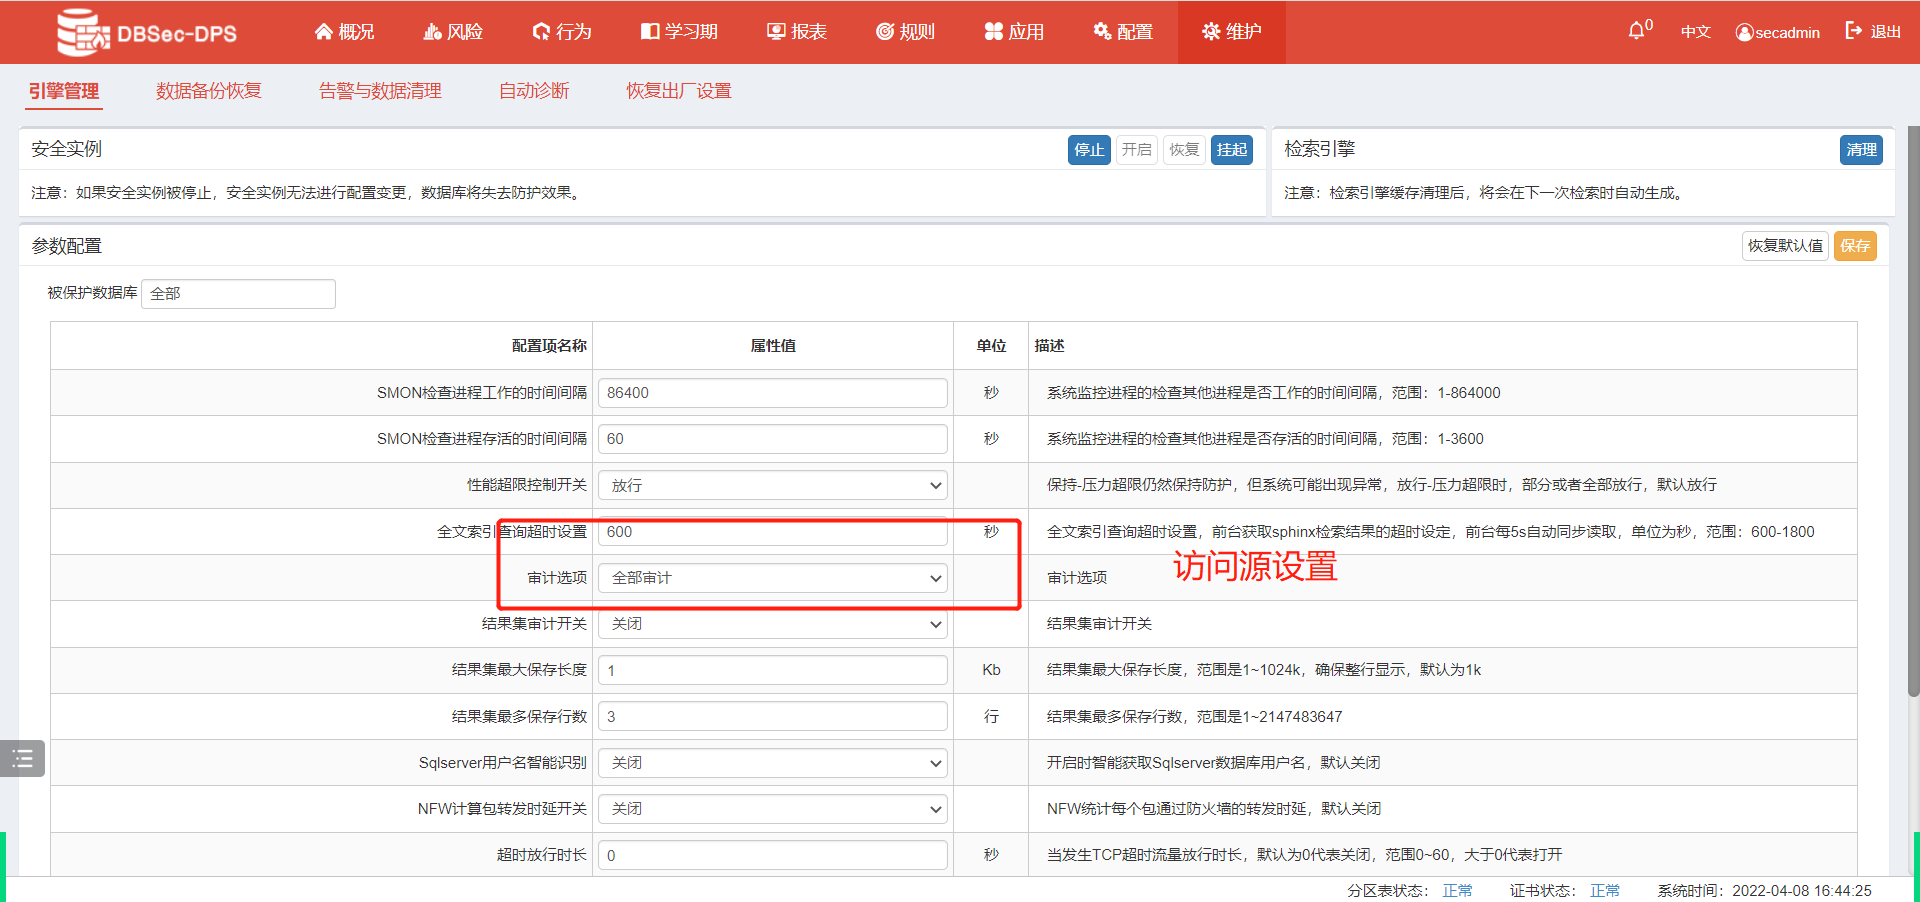 DBSec-DPS 概况 风险 行为 学习期 报表 规则 应用 配置 维护 0 中文 secadmin 退出
引擎管理 数据备份恢复 告警与数据清理 自动诊断 恢复出厂设置
安全实例 停止 开启 恢复 挂起
注意：如果安全实例被停止，安全实例无法进行配置变更，数据库将失去防护效果。
检索引擎 清理
注意：检索引擎缓存清理后，将会在下一次检索时自动生成。
参数配置 恢复默认值 保存
被保护数据库 全部
配置项名称 属性值 单位 描述
SMON检查进程工作的时间间隔 86400 秒 系统监控进程的检查其他进程是否工作的时间间隔，范围：1-864000
SMON检查进程存活的时间间隔 60 秒 系统监控进程的检查其他进程是否存活的时间间隔，范围：1-3600
性能超限控制开关 放行 保持-压力超限仍然保持防护，但系统可能出现异常，放行-压力超限时，部分或者全部放行，默认放行
全文索引查询超时设置 600 秒 全文索引查询超时设置，前台获取sphinx检索结果的超时设定，前台每5s自动同步读取，单位为秒，范围：600-1800
审计选项 全部审计 审计选项 访问源设置
结果集审计开关 关闭 结果集审计开关
结果集最大保存长度 1 Kb 结果集最大保存长度，范围是1~1024k，确保整行显示，默认为1k
结果集最多保存行数 3 行 结果集最多保存行数，范围是1~2147483647
Sqlserver用户名智能识别 关闭 开启时智能获取Sqlserver数据库用户名，默认关闭
NFW计算包转发时延开关 关闭 NFW统计每个包通过防火墙的转发时延，默认关闭
超时放行时长 0 秒 当发生TCP超时流量放行时长，默认为0代表关闭，范围0~60，大于0代表打开
分区表状态： 正常 证书状态： 正常 系统时间：2022-04-08 16:44:25